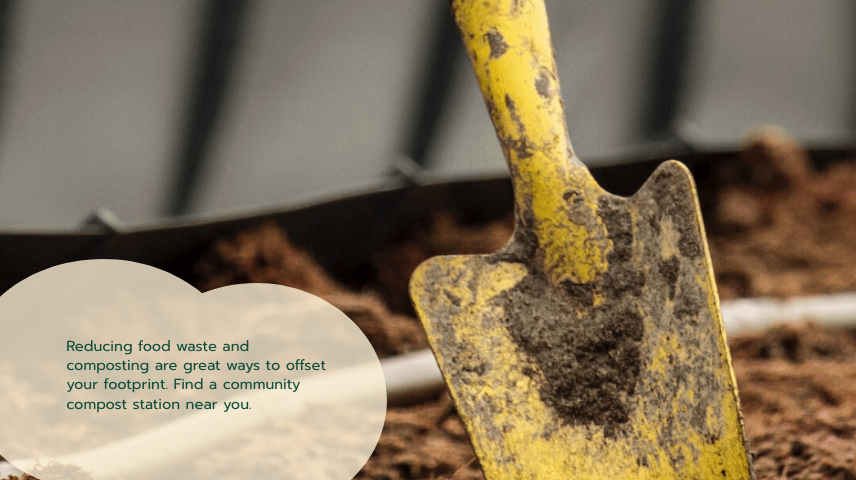 Reducing food waste and
composting are great ways to offset
your footprint. Find a community
compost station near you.